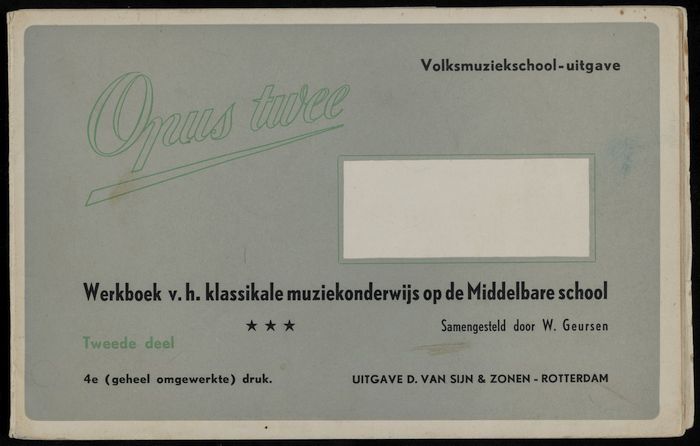 Volksmuziekschool-uitgave
Opus twee
Werkboek v. h. klassikale muziekonderwijs op de Middelbare school
★ ★ ★
Samengesteld door W. Geursen
Tweede deel
4e (geheel omgewerkte) druk.
UITGAVE D. VAN SIJN & ZONEN - ROTTERDAM